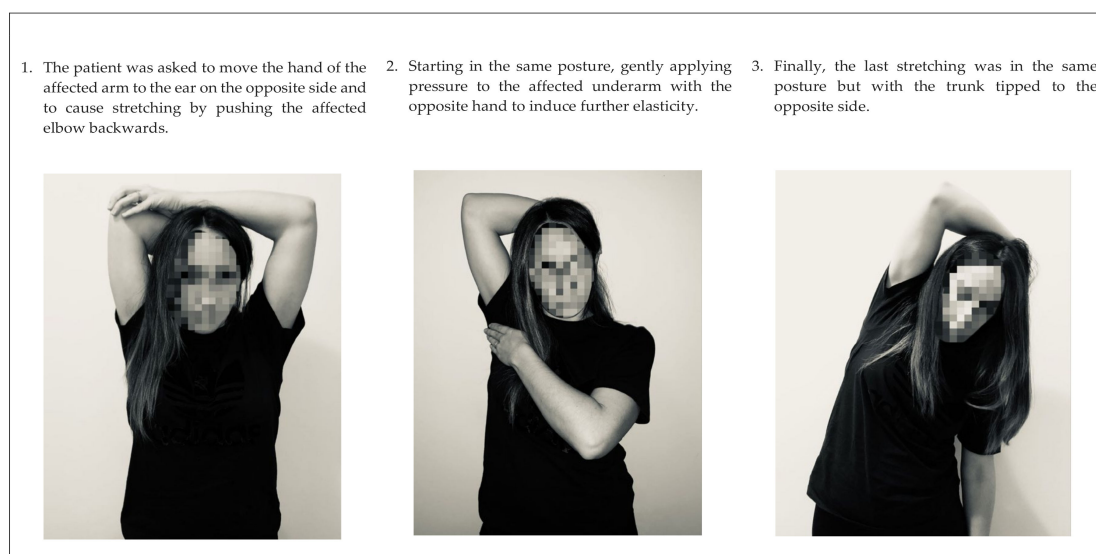 1. The patient was asked to move the hand of the
affected arm to the ear on the opposite side and
to cause stretching by pushing the affected
elbow backwards.
2. Starting in the same posture, gently applying
pressure to the affected underarm with the
opposite hand to induce further elasticity.
3. Finally, the last stretching was in the same
posture but with the trunk tipped to the
opposite side.